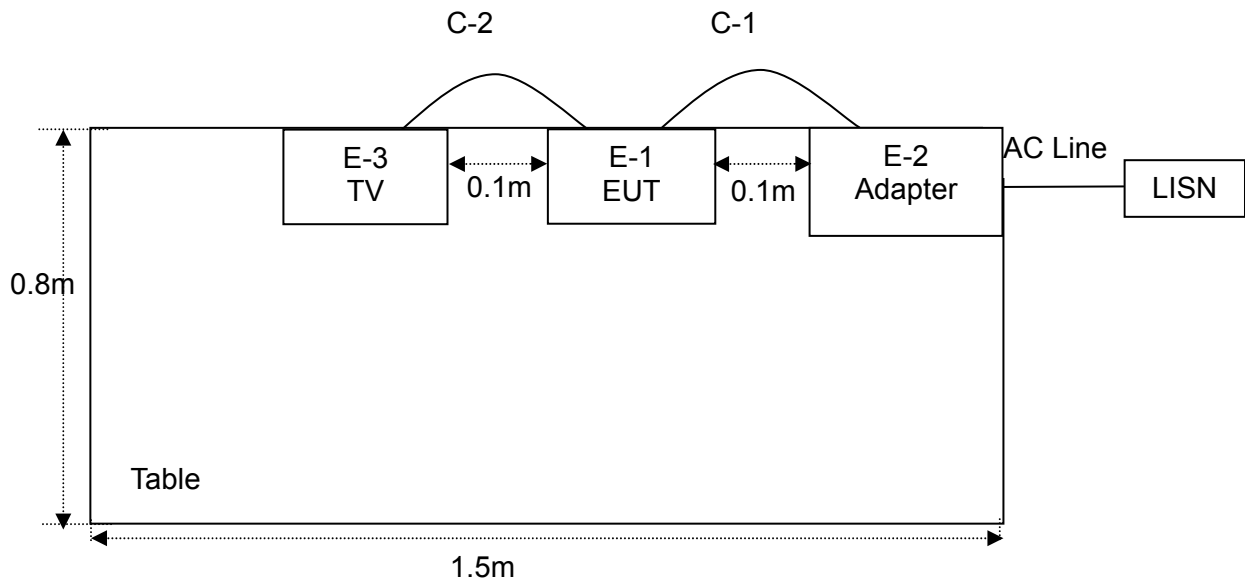 C-2
C-1
E-3
TV
0.1m
E-1
EUT
0.1m
E-2
Adapter
AC Line
LISN
0.8m
Table
1.5m